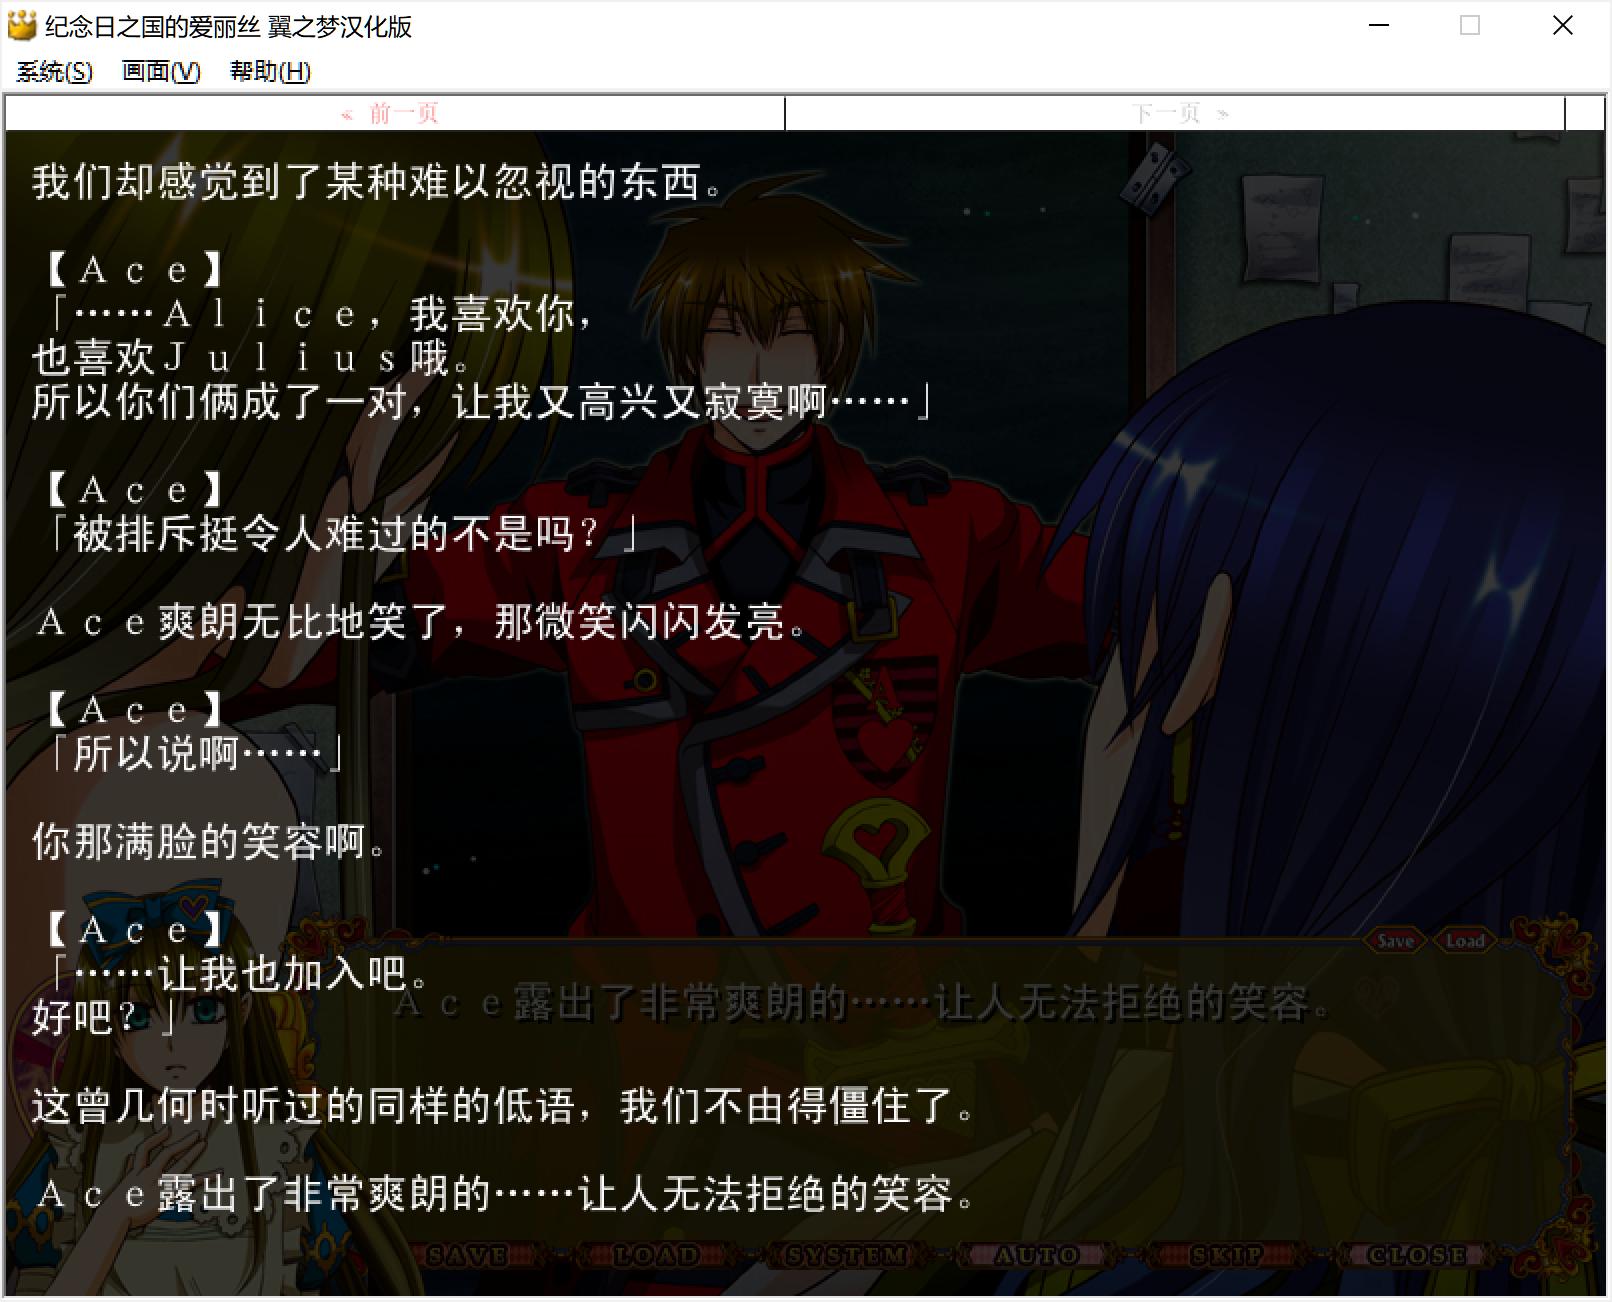 纪念日之国的爱丽丝 翼之梦汉化版
系统(S) 画面(V) 帮助(H)
« 前一页 下一页 »
我们却感觉到了某种难以忽视的东西。
【Ace】
「……Alice，我喜欢你，
也喜欢Julius哦。
所以你们俩成了一对，让我又高兴又寂寞啊……」
【Ace】
「被排斥挺令人难过的不是吗？」
Ace爽朗无比地笑了，那微笑闪闪发亮。
【Ace】
「所以说啊……」
你那满脸的笑容啊。
【Ace】
「……让我也加入吧。
好吧？」
这曾几何时听过的同样的低语，我们不由得僵住了。
Ace露出了非常爽朗的……让人无法拒绝的笑容。
Save Load
Ace露出了非常爽朗的……让人无法拒绝的笑容。
SAVE LOAD SYSTEM AUTO SKIP CLOSE